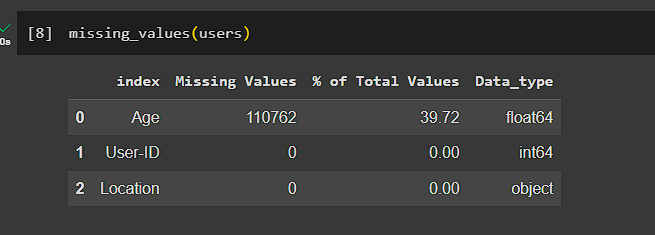 [8] missing_values(users)
0s
index Missing Values % of Total Values Data_type
0 Age 110762 39.72 float64
1 User-ID 0 0.00 int64
2 Location 0 0.00 object